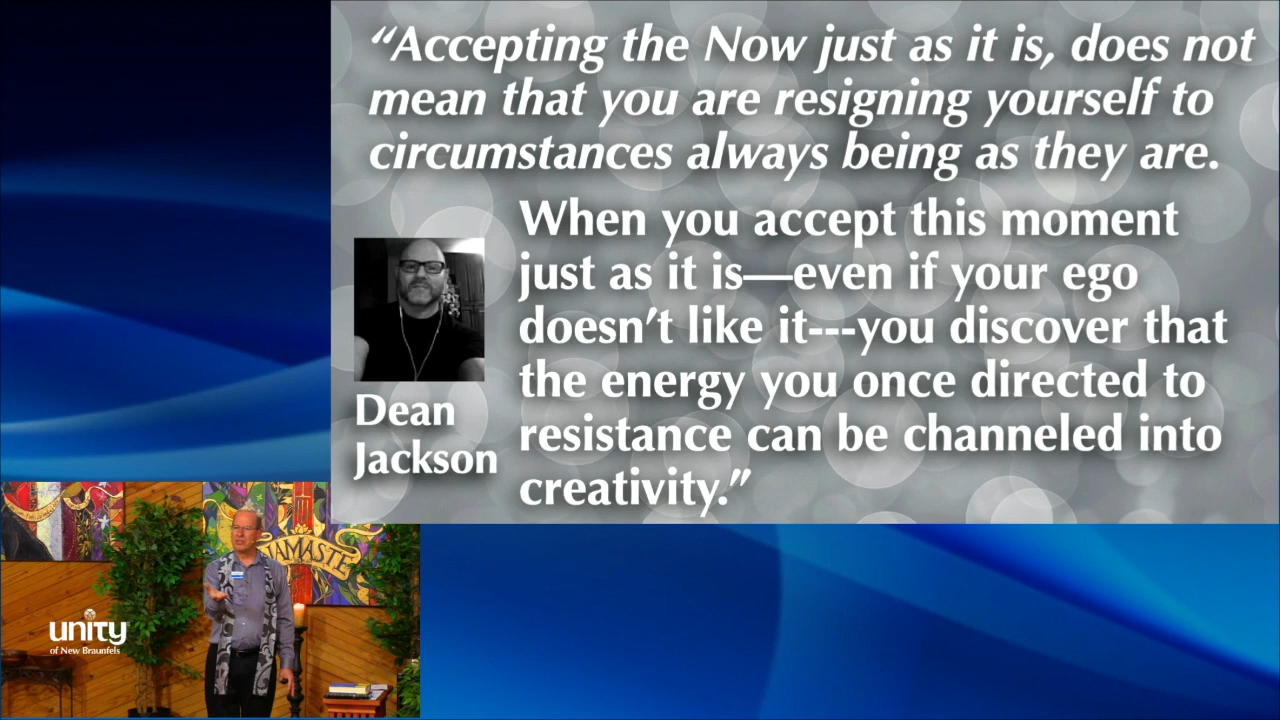 “Accepting the Now just as it is, does not
mean that you are resigning yourself to
circumstances always being as they are.
When you accept this moment
just as it is—even if your ego
doesn’t like it---you discover that
the energy you once directed to
resistance can be channeled into
creativity.”
Dean
Jackson
NAMASTE
unity
of New Braunfels